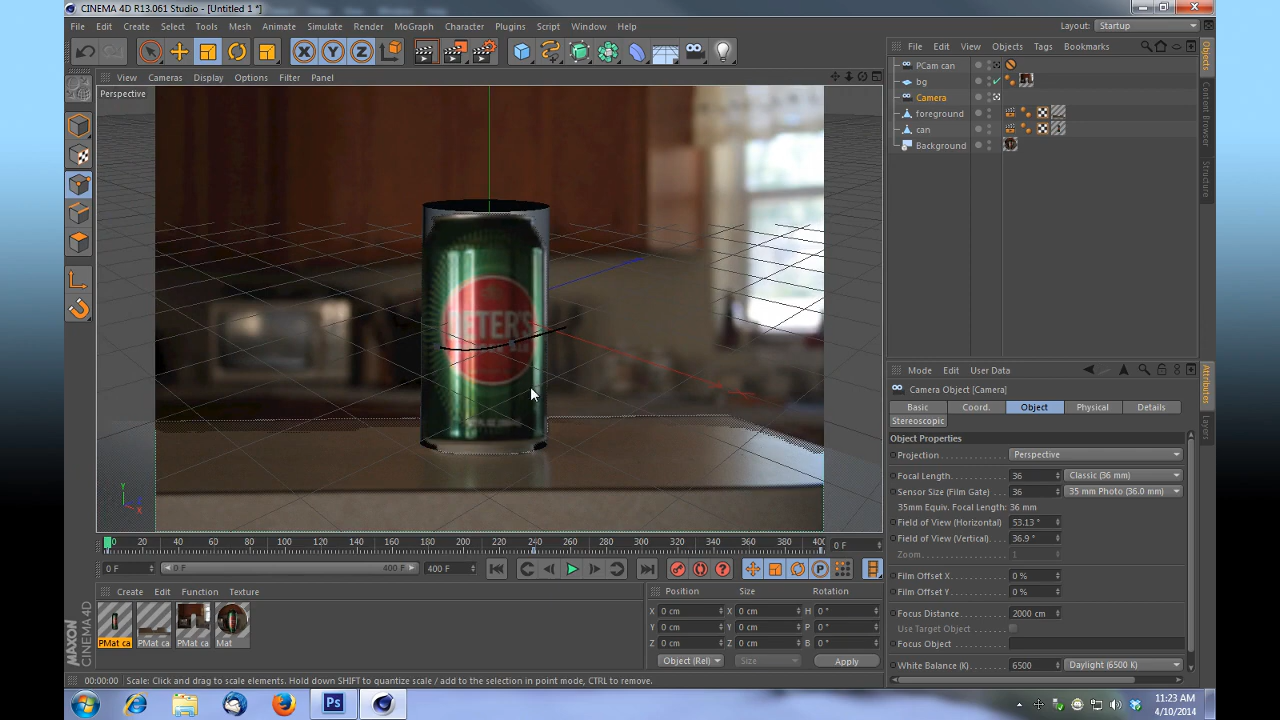 CINEMA 4D R13.061 Studio - [Untitled 1 *]
File Edit Create Select Tools Mesh Animate Simulate Render MoGraph Character Plugins Script Window Help Layout: Startup
File Edit View Objects Tags Bookmarks
View Cameras Display Options Filter Panel
Perspective
PCam can
bg
Camera
foreground
can
Background
Objects
Content Browser
Structure
Mode Edit User Data
Camera Object [Camera]
Basic Coord. Object Physical Details
Stereoscopic
Object Properties
Projection Perspective
Focal Length 36 Classic (36 mm)
Sensor Size (Film Gate) 36 35 mm Photo (36.0 mm)
35mm Equiv. Focal Length: 36 mm
Field of View (Horizontal) 53.13 °
Field of View (Vertical) 36.9 °
Zoom 1
Film Offset X 0 %
Film Offset Y 0 %
Focus Distance 2000 cm
Use Target Object
Focus Object
White Balance (K) 6500 Daylight (6500 K)
Attributes
Layers
0 20 40 60 80 100 120 140 160 180 200 220 240 260 280 300 320 340 360 380 400 0 F
0 F 0 F 400 F 400 F
Create Edit Function Texture
PMat ca PMat ca PMat ca Mat
Position Size Rotation
X 0 cm X 0 cm H 0 °
Y 0 cm Y 0 cm P 0 °
Z 0 cm Z 0 cm B 0 °
Object (Rel) Size Apply
MAXON
CINEMA 4D
00:00:00 Scale: Click and drag to scale elements. Hold down SHIFT to quantize scale / add to the selection in point mode, CTRL to remove.
Ps
11:23 AM
4/10/2014